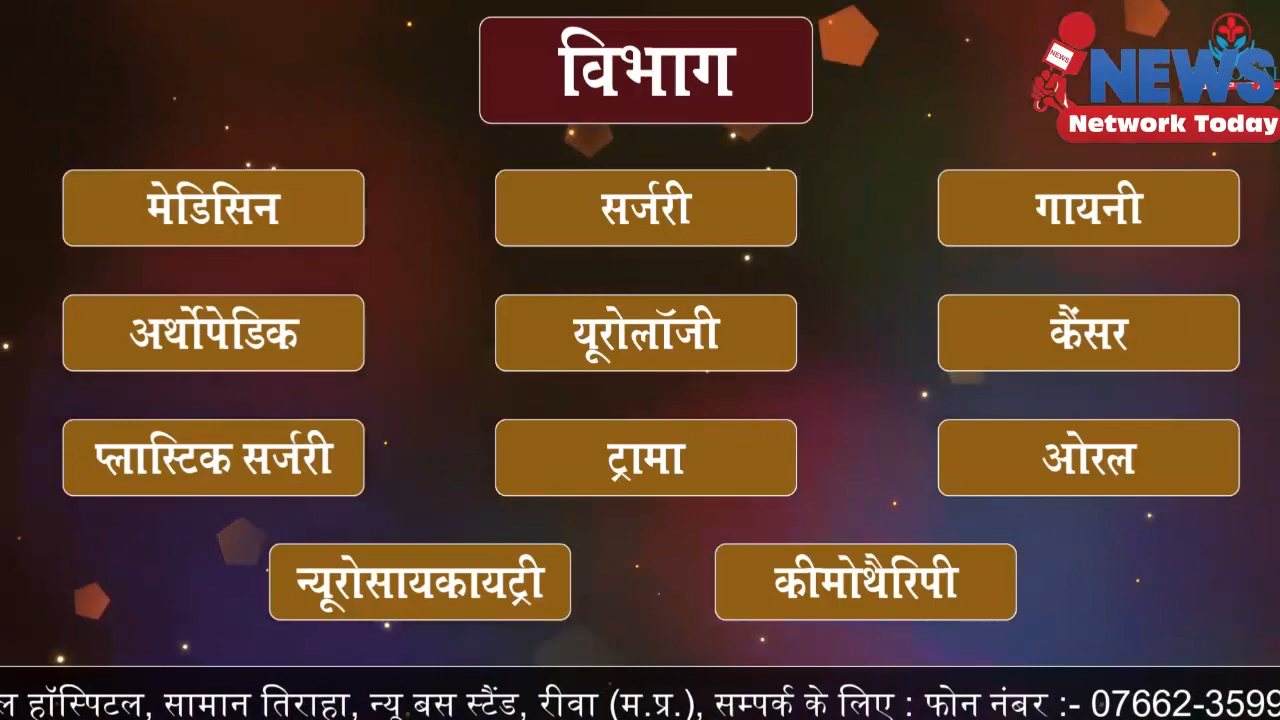 विभाग
NEWS
NEWS
Network Today
मेडिसिन
सर्जरी
गायनी
अर्थोपेडिक
यूरोलॉजी
कैंसर
प्लास्टिक सर्जरी
ट्रामा
ओरल
न्यूरोसायकायट्री
कीमोथैरिपी
ल हॉस्पिटल, सामान तिराहा, न्यू बस स्टैंड, रीवा (म.प्र.), सम्पर्क के लिए : फोन नंबर :- 07662-3599